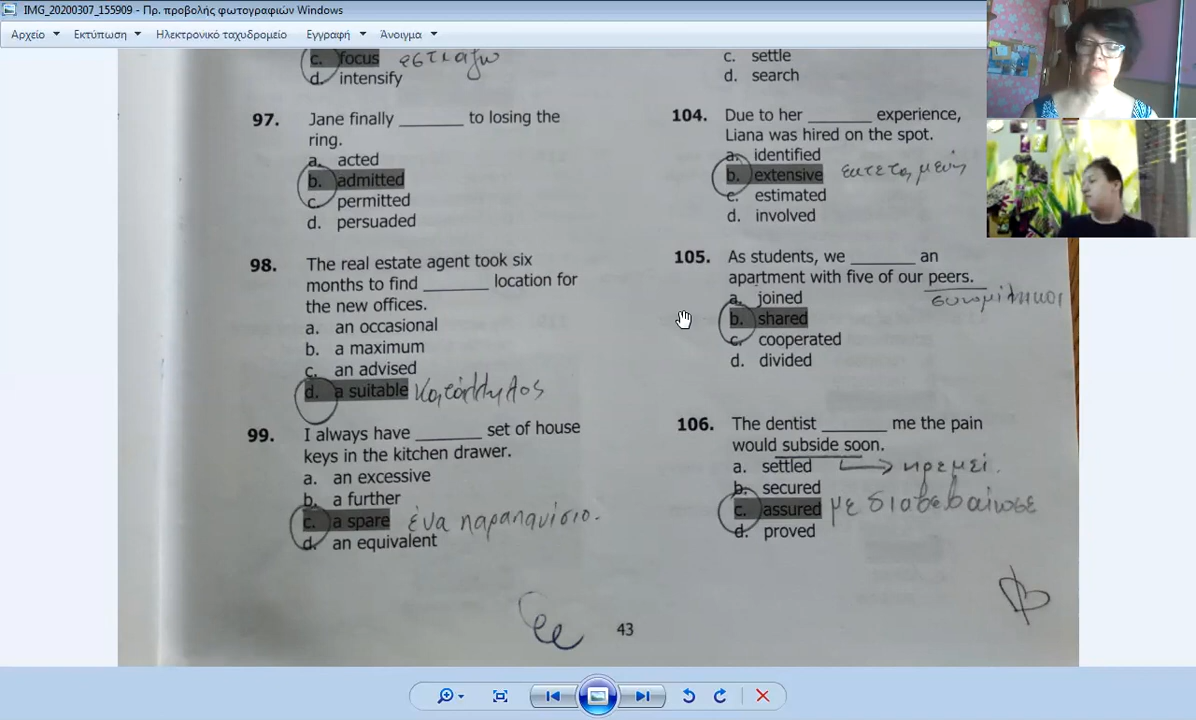 IMG_20200307_155909 - Πρ. προβολής φωτογραφιών Windows
Αρχείο Εκτύπωση Ηλεκτρονικό ταχυδρομείο Εγγραφή Άνοιγμα
c. focus εστιαζω
d. intensify
97. Jane finally _______ to losing the
ring.
a. acted
b. admitted
c. permitted
d. persuaded
98. The real estate agent took six
months to find _______ location for
the new offices.
a. an occasional
b. a maximum
c. an advised
d. a suitable κατάλληλος
99. I always have _______ set of house
keys in the kitchen drawer.
a. an excessive
b. a further
c. a spare ένα παραπανίσιο.
d. an equivalent
c. settle
d. search
104. Due to her _______ experience,
Liana was hired on the spot.
a. identified
b. extensive εκτεταμένη
c. estimated
d. involved
105. As students, we _______ an
apartment with five of our peers.
συνομίληκοι
a. joined
b. shared
c. cooperated
d. divided
106. The dentist _______ me the pain
would subside soon.
a. settled ηρεμεί.
b. secured
c. assured με διαβεβαίωσε
d. proved
43